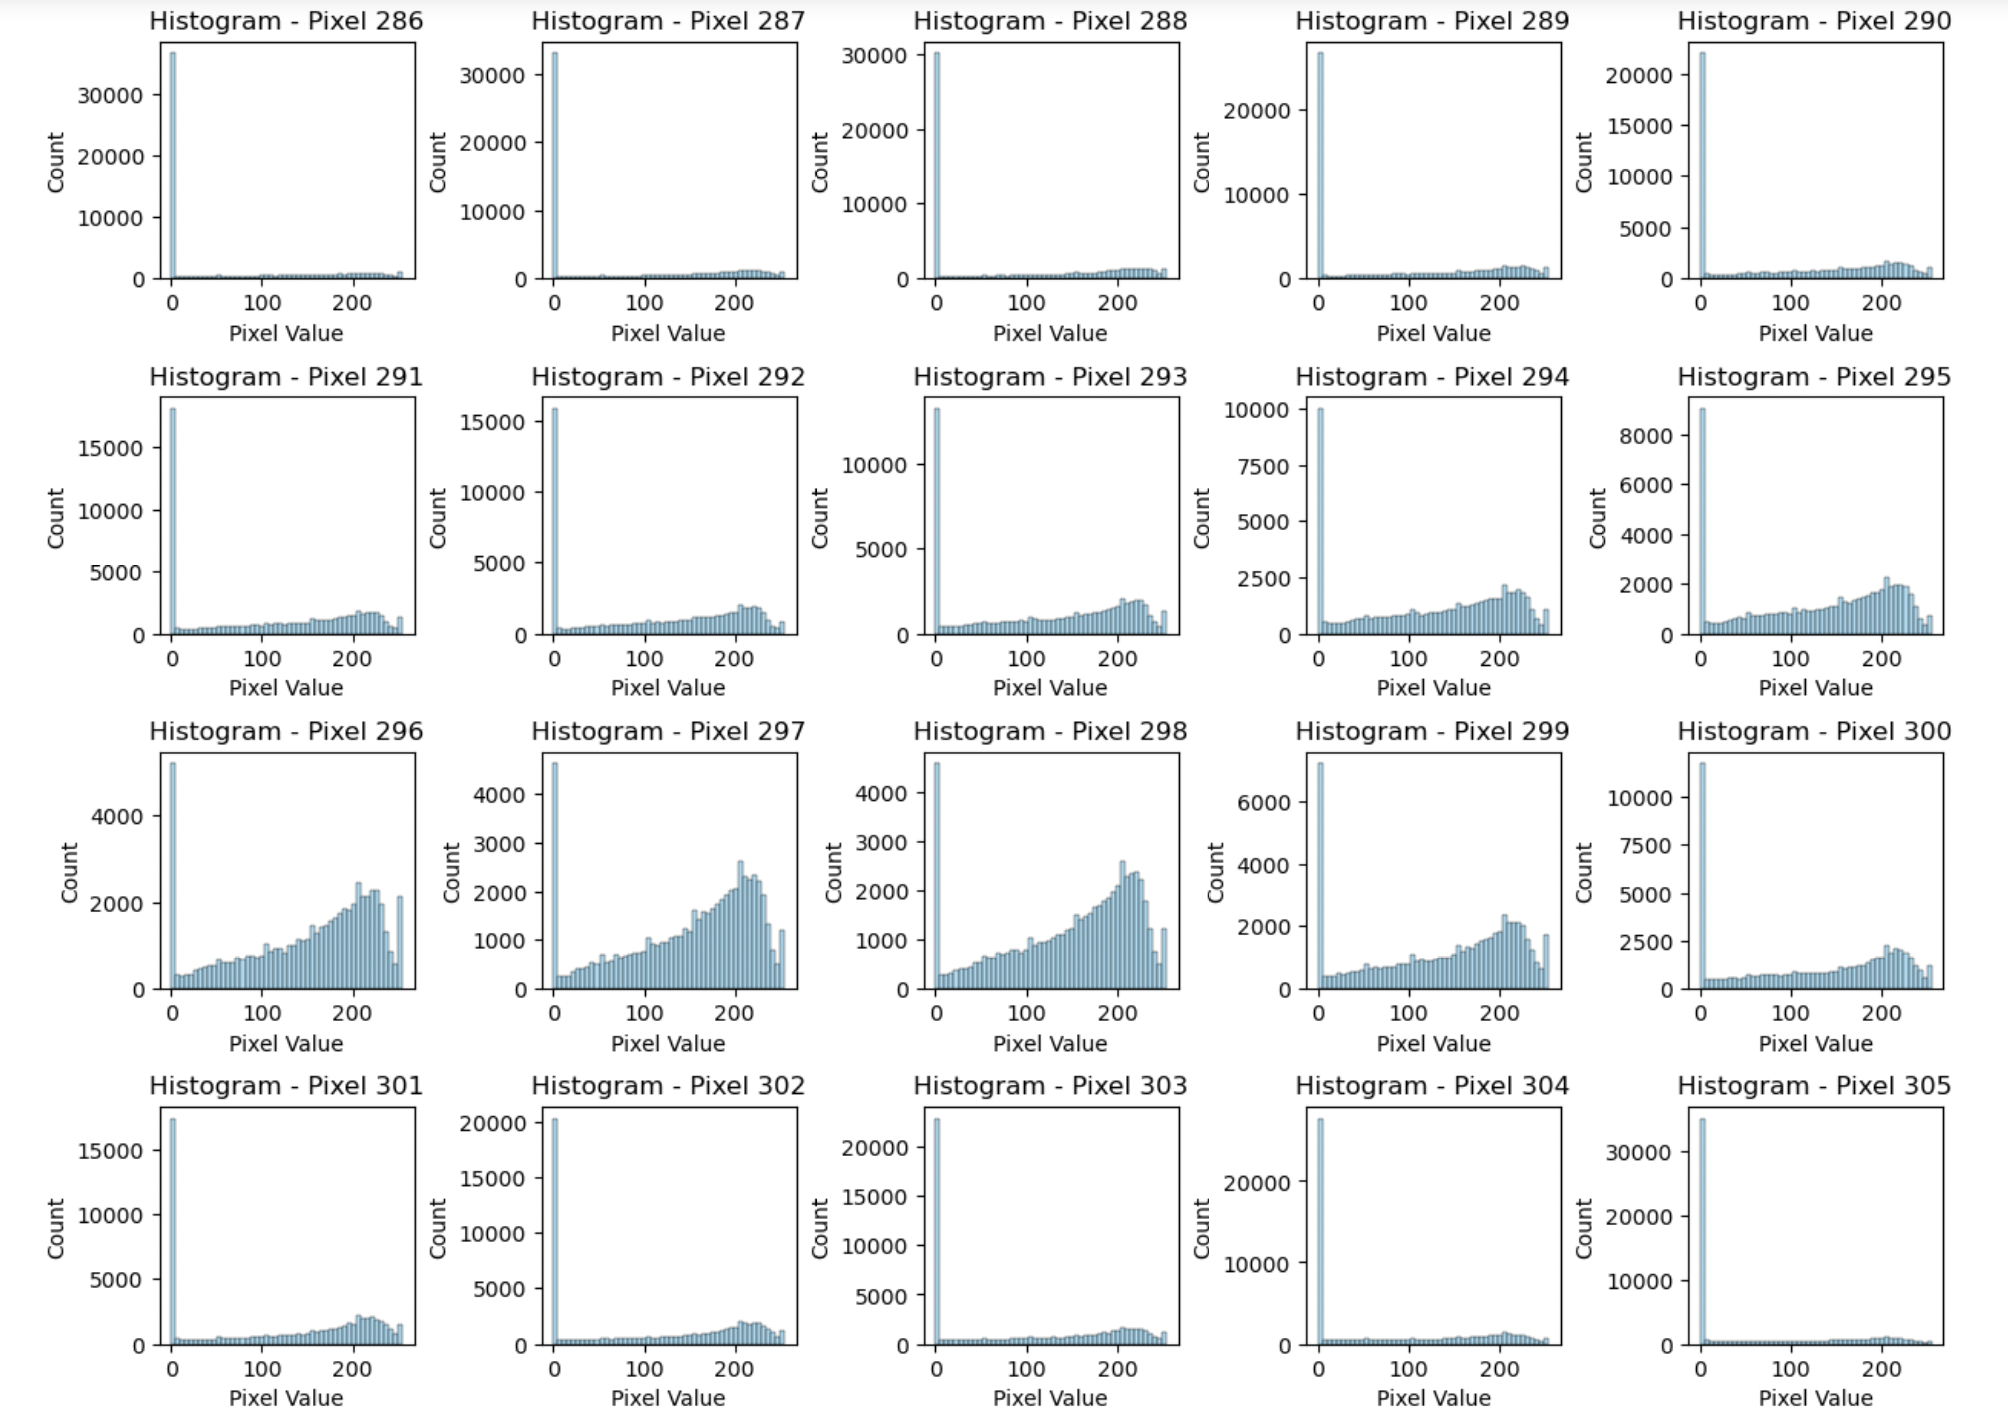 Histogram - Pixel 286 Histogram - Pixel 287 Histogram - Pixel 288 Histogram - Pixel 289 Histogram - Pixel 290
Count 30000 20000 10000 0
0 100 200
Pixel Value
Count 30000 20000 10000 0
0 100 200
Pixel Value
Count 30000 20000 10000 0
0 100 200
Pixel Value
Count 20000 10000 0
0 100 200
Pixel Value
Count 20000 15000 10000 5000 0
0 100 200
Pixel Value
Histogram - Pixel 291 Histogram - Pixel 292 Histogram - Pixel 293 Histogram - Pixel 294 Histogram - Pixel 295
Count 15000 10000 5000 0
0 100 200
Pixel Value
Count 15000 10000 5000 0
0 100 200
Pixel Value
Count 10000 5000 0
0 100 200
Pixel Value
Count 10000 7500 5000 2500 0
0 100 200
Pixel Value
Count 8000 6000 4000 2000 0
0 100 200
Pixel Value
Histogram - Pixel 296 Histogram - Pixel 297 Histogram - Pixel 298 Histogram - Pixel 299 Histogram - Pixel 300
Count 4000 2000 0
0 100 200
Pixel Value
Count 4000 3000 2000 1000 0
0 100 200
Pixel Value
Count 4000 3000 2000 1000 0
0 100 200
Pixel Value
Count 6000 4000 2000 0
0 100 200
Pixel Value
Count 10000 7500 5000 2500 0
0 100 200
Pixel Value
Histogram - Pixel 301 Histogram - Pixel 302 Histogram - Pixel 303 Histogram - Pixel 304 Histogram - Pixel 305
Count 15000 10000 5000 0
0 100 200
Pixel Value
Count 20000 15000 10000 5000 0
0 100 200
Pixel Value
Count 20000 15000 10000 5000 0
0 100 200
Pixel Value
Count 20000 10000 0
0 100 200
Pixel Value
Count 30000 20000 10000 0
0 100 200
Pixel Value